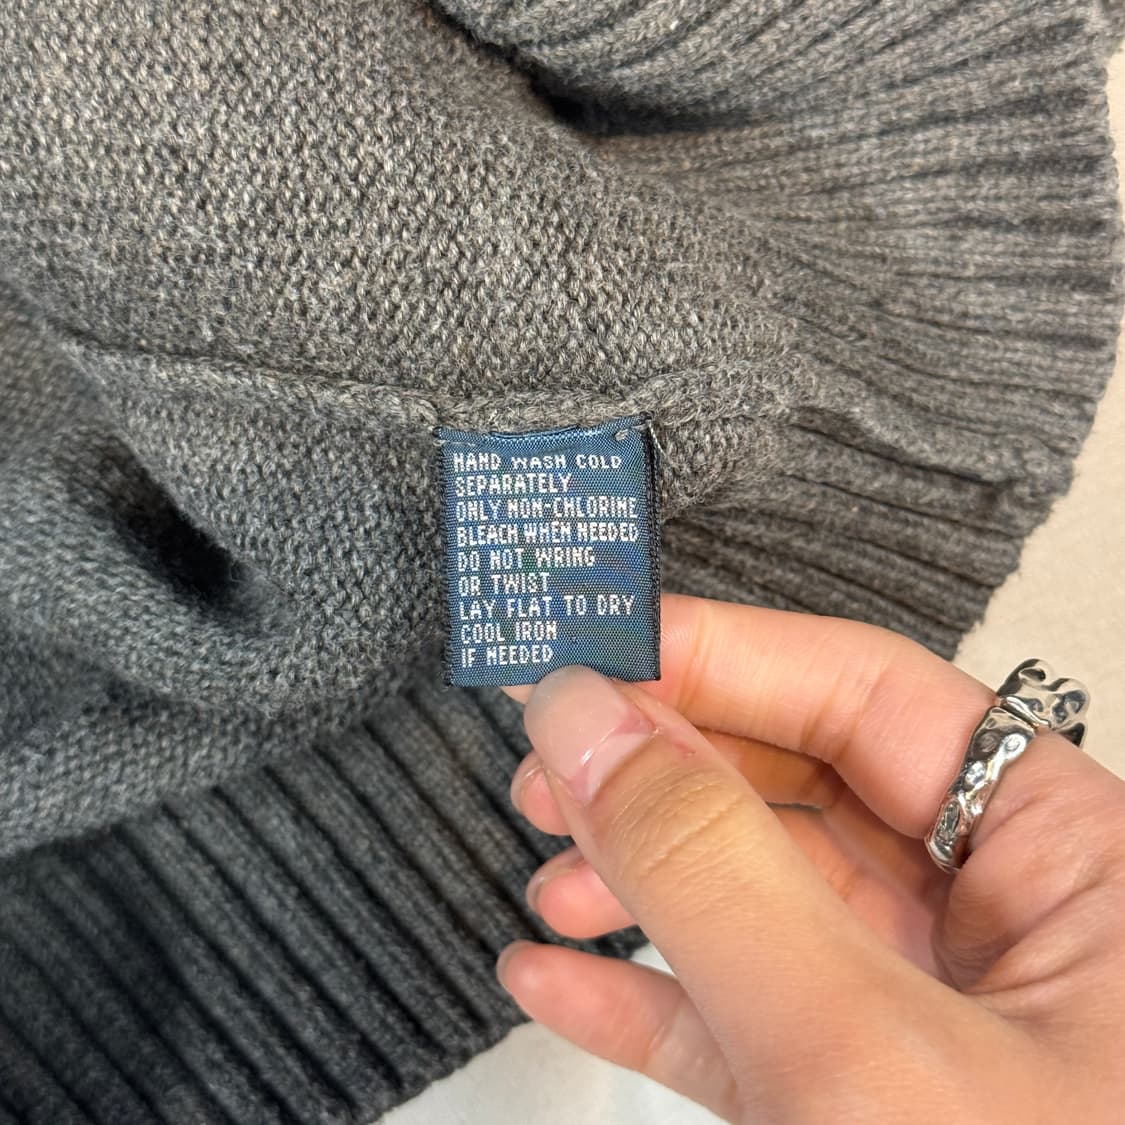 HAND WASH COLD
SEPARATELY
ONLY NON-CHLORINE
BLEACH WHEN NEEDED
DO NOT WRING
OR TWIST
LAY FLAT TO DRY
COOL IRON
IF NEEDED